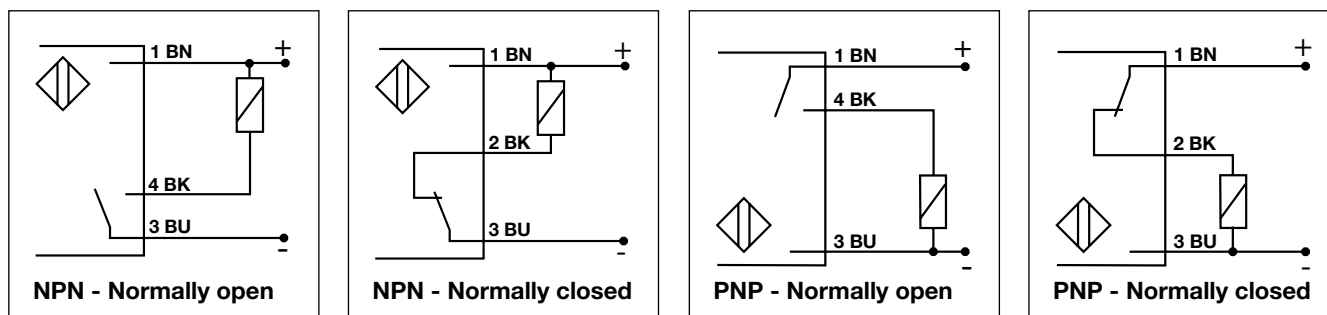 1 BN
+
4 BK
3 BU
-
NPN - Normally open
1 BN
+
2 BK
3 BU
-
NPN - Normally closed
1 BN
+
4 BK
3 BU
-
PNP - Normally open
1 BN
+
2 BK
3 BU
-
PNP - Normally closed